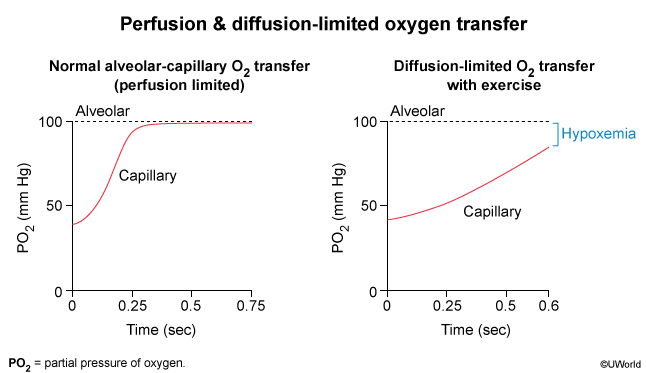 Perfusion & diffusion-limited oxygen transfer
Normal alveolar-capillary O2 transfer
(perfusion limited)
Alveolar
100
50
0
PO2 (mm Hg)
Capillary
0
0.25
0.5
0.75
Time (sec)
Diffusion-limited O2 transfer
with exercise
Alveolar
100
50
0
PO2 (mm Hg)
Hypoxemia
Capillary
0
0.25
0.5
0.6
Time (sec)
PO2 = partial pressure of oxygen.
©UWorld